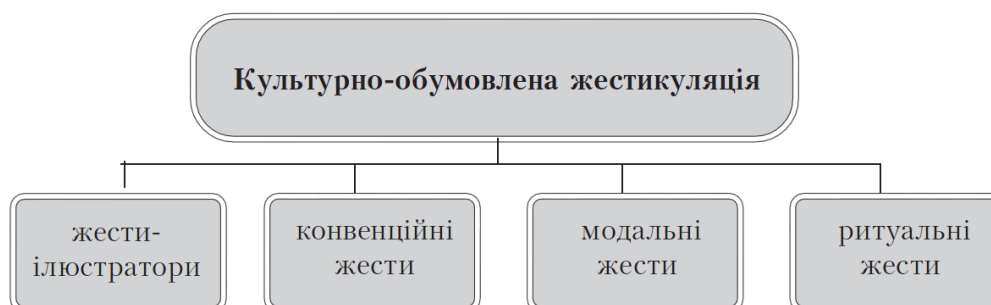 Культурно-обумовлена жестикуляція
жести-
ілюстратори
конвенційні
жести
модальні
жести
ритуальні
жести